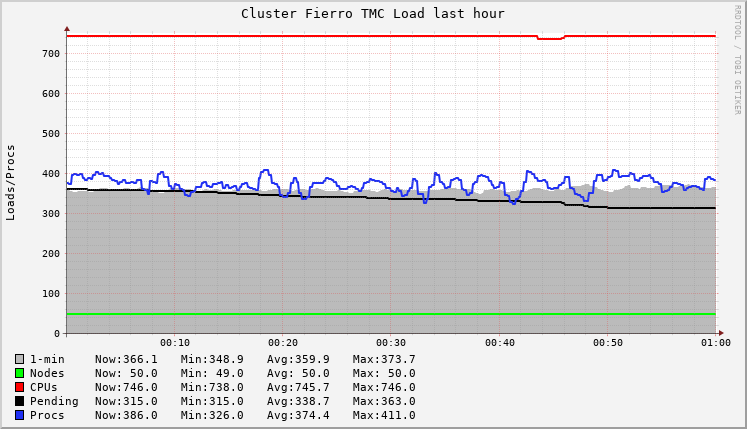 Cluster Fierro TMC Load last hour
RRDTOOL / TOBI OETIKER
Loads/Procs
700
600
500
400
300
200
100
0
00:10 00:20 00:30 00:40 00:50 01:00
1-min Now:366.1 Min:348.9 Avg:359.9 Max:373.7
Nodes Now: 50.0 Min: 49.0 Avg: 50.0 Max: 50.0
CPUs Now:746.0 Min:738.0 Avg:745.7 Max:746.0
Pending Now:315.0 Min:315.0 Avg:338.7 Max:363.0
Procs Now:386.0 Min:326.0 Avg:374.4 Max:411.0